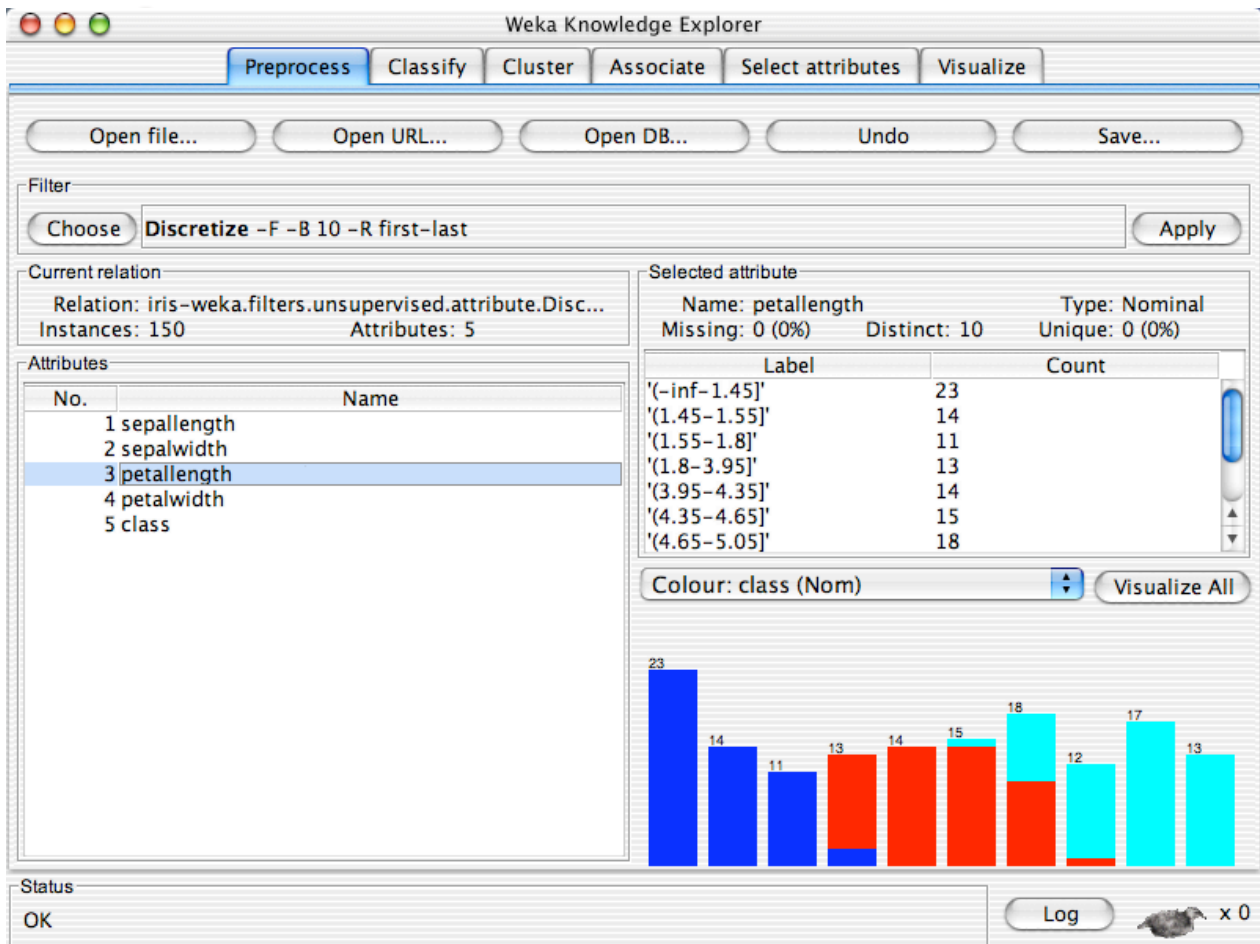 Weka Knowledge Explorer
Preprocess Classify Cluster Associate Select attributes Visualize
Open file... Open URL... Open DB... Undo Save...
Filter
Choose Discretize -F -B 10 -R first-last Apply
Current relation
Relation: iris-weka.filters.unsupervised.attribute.Disc...
Instances: 150 Attributes: 5
Attributes
No. Name
1 sepallength
2 sepalwidth
3 petallength
4 petalwidth
5 class
Selected attribute
Name: petallength Type: Nominal
Missing: 0 (0%) Distinct: 10 Unique: 0 (0%)
Label Count
'(-inf-1.45]' 23
'(1.45-1.55]' 14
'(1.55-1.8]' 11
'(1.8-3.95]' 13
'(3.95-4.35]' 14
'(4.35-4.65]' 15
'(4.65-5.05]' 18
Colour: class (Nom) Visualize All
23 14 11 13 14 15 18 12 17 13
Status
OK
Log x 0